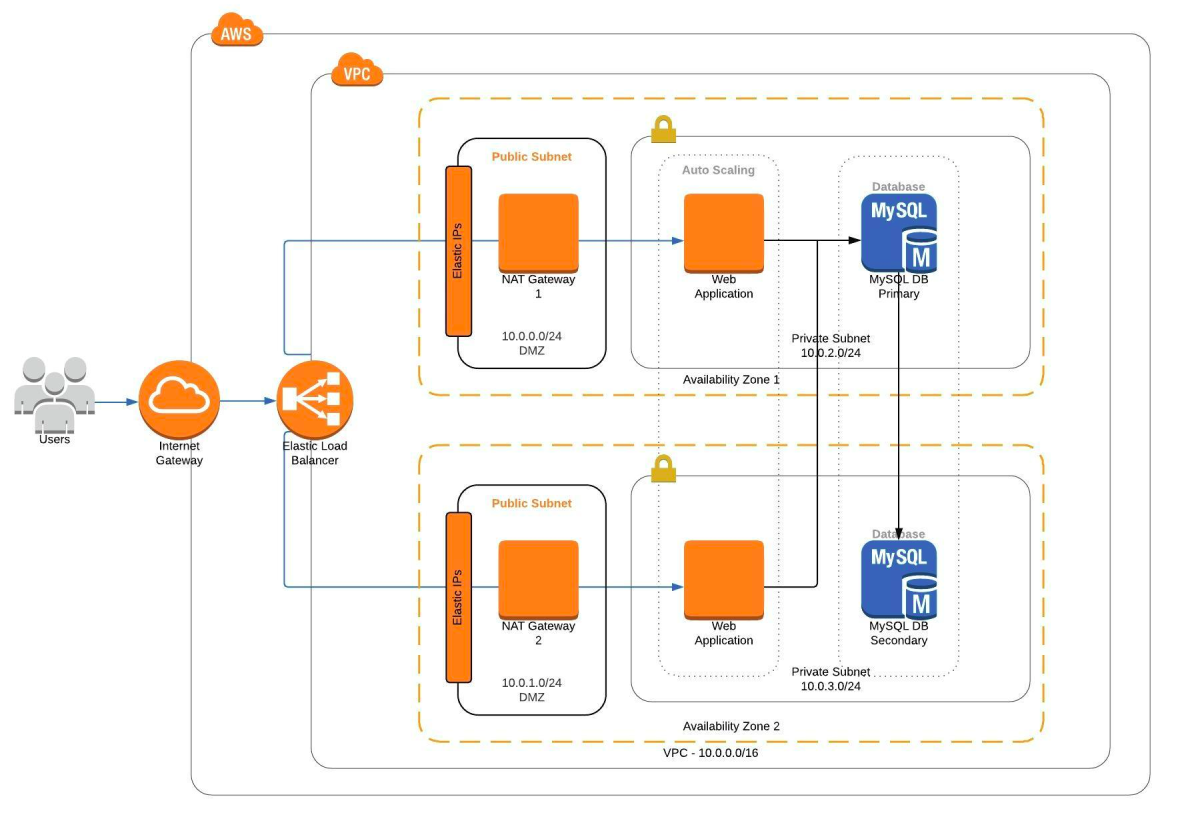 AWS
VPC
Public Subnet
Elastic IPs
NAT Gateway
1
10.0.0.0/24
DMZ
Auto Scaling
Web
Application
Database
MySQL
M
MySQL DB
Primary
Private Subnet
10.0.2.0/24
Availability Zone 1
Users
Internet
Gateway
Elastic Load
Balancer
Public Subnet
Elastic IPs
NAT Gateway
2
10.0.1.0/24
DMZ
Web
Application
Database
MySQL
M
MySQL DB
Secondary
Private Subnet
10.0.3.0/24
Availability Zone 2
VPC - 10.0.0.0/16